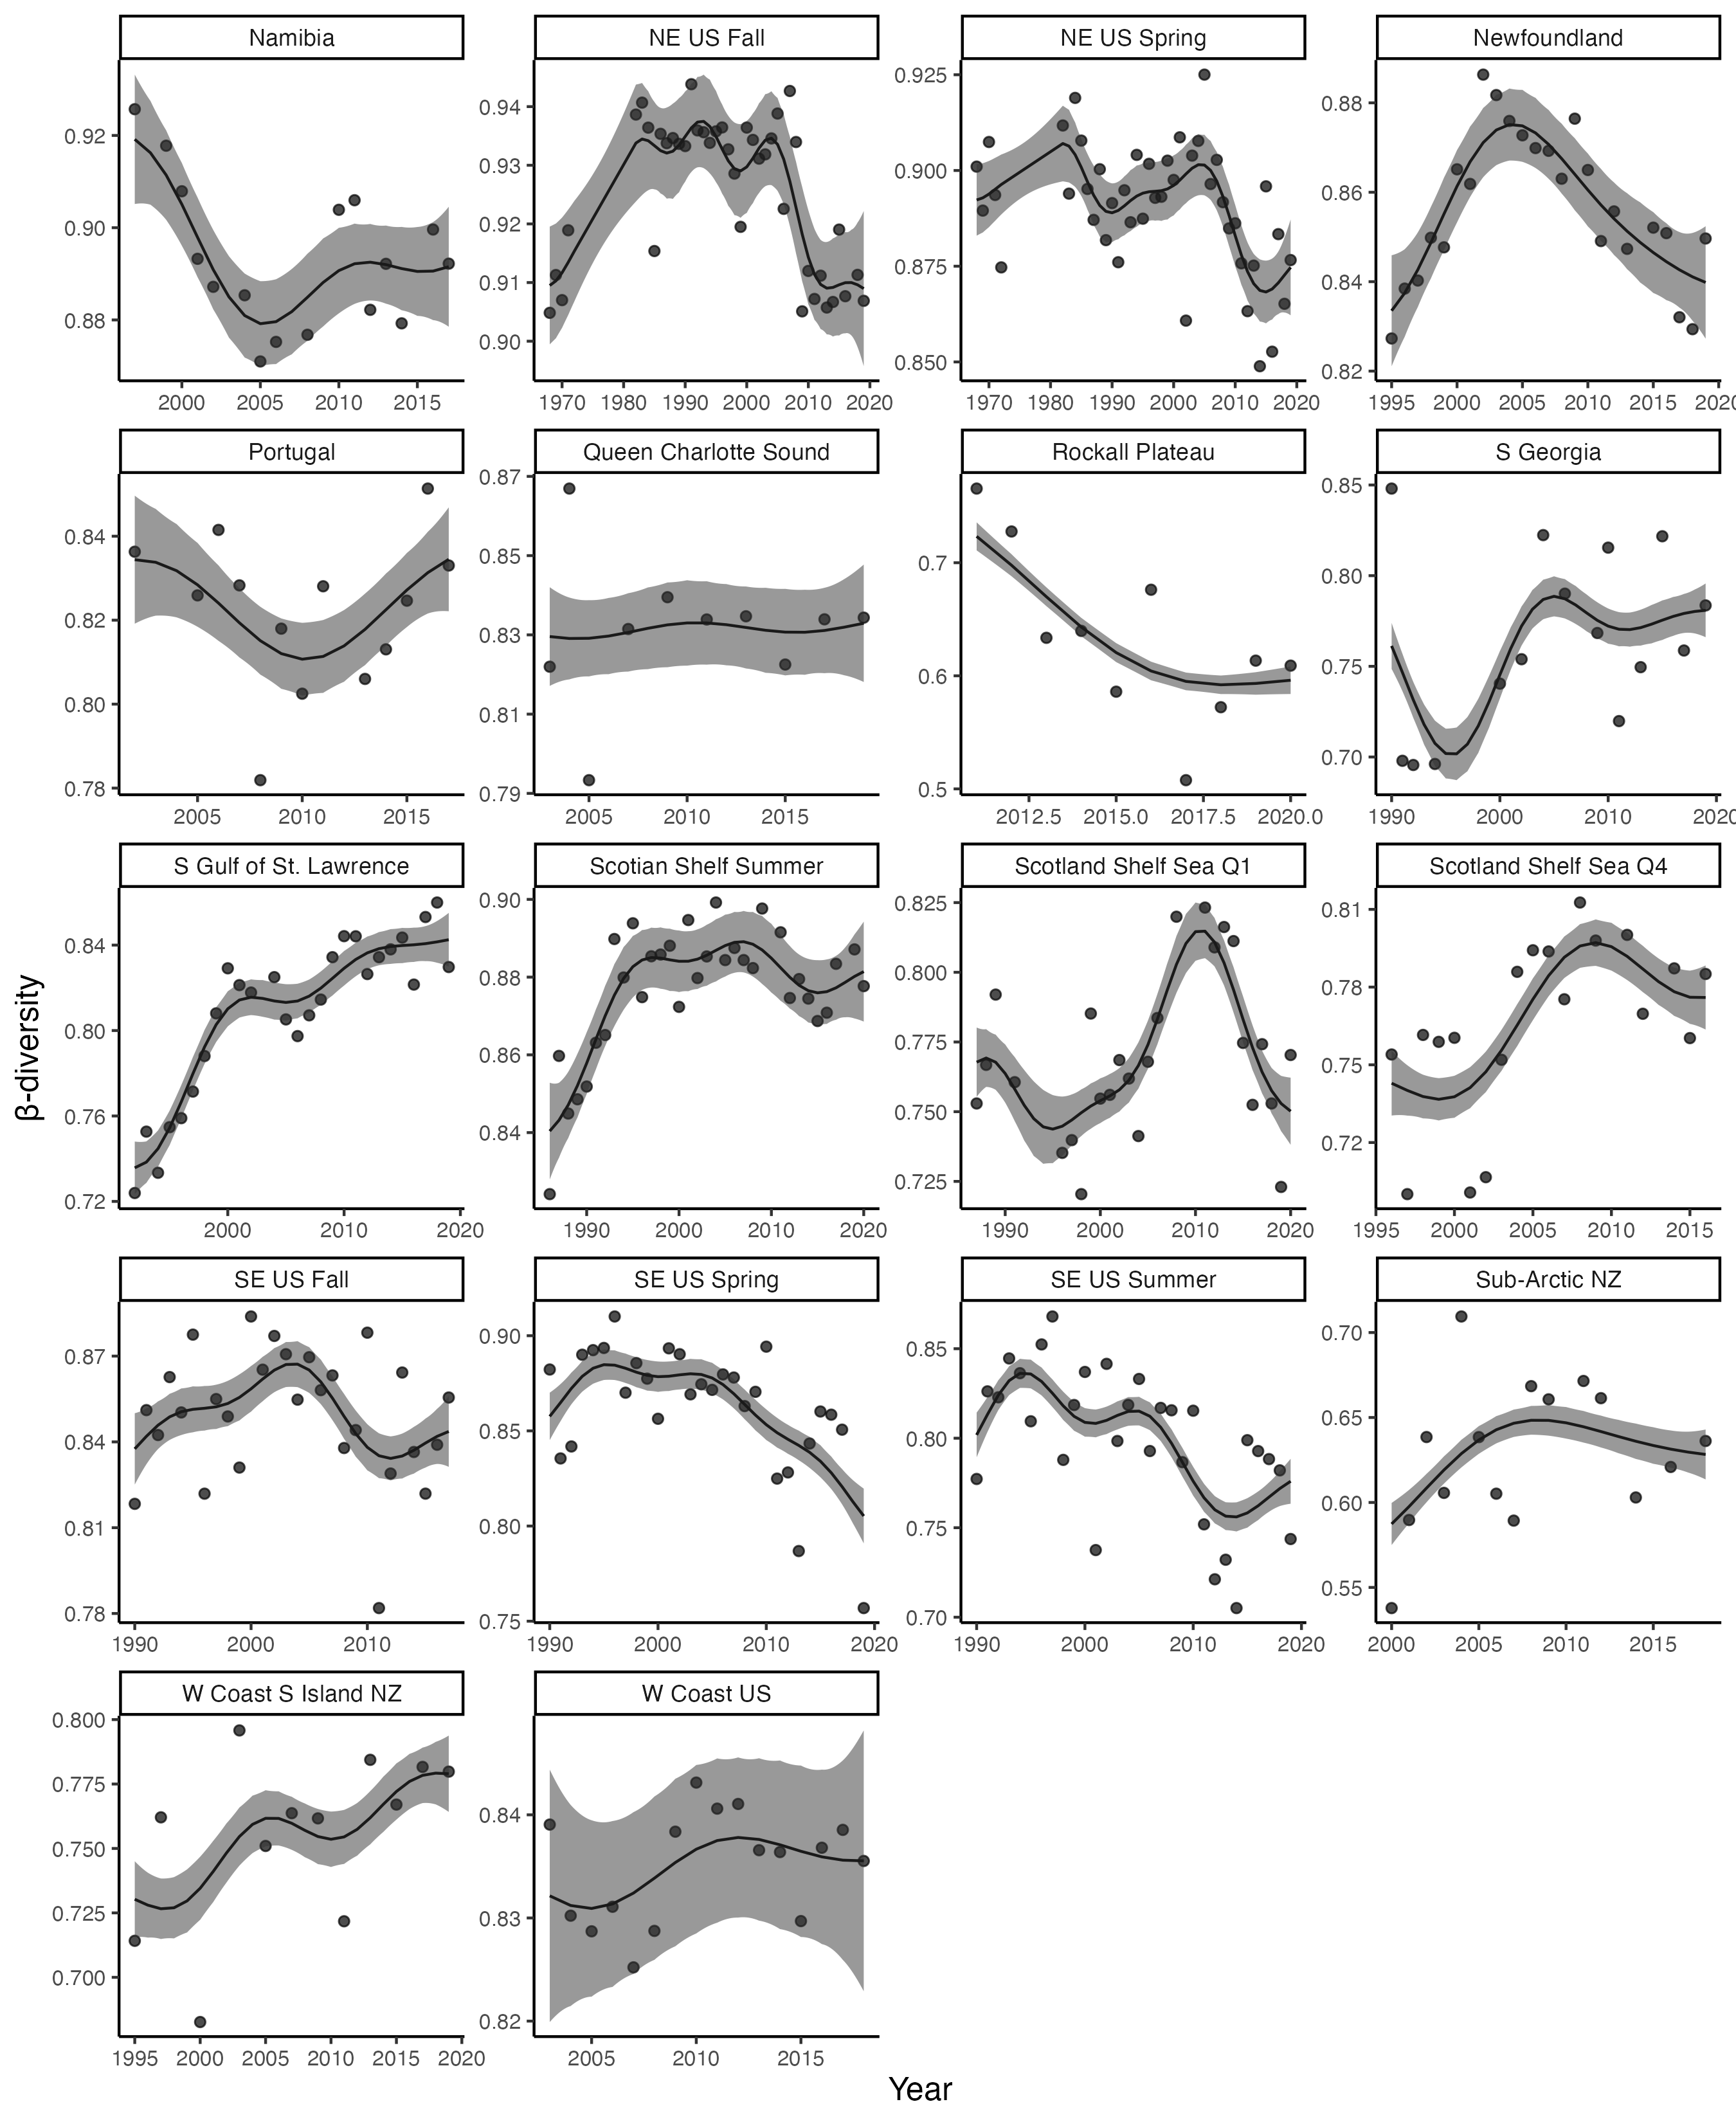 Namibia NE US Fall NE US Spring Newfoundland
0.92
0.90
0.88
2000 2005 2010 2015
0.94
0.93
0.92
0.91
0.90
1970 1980 1990 2000 2010 2020
0.925
0.900
0.875
0.850
1970 1980 1990 2000 2010 2020
0.88
0.86
0.84
0.82
1995 2000 2005 2010 2015 2020
Portugal Queen Charlotte Sound Rockall Plateau S Georgia
0.84
0.82
0.80
0.78
2005 2010 2015
0.87
0.85
0.83
0.81
0.79
2005 2010 2015
0.7
0.6
0.5
2012.5 2015.0 2017.5 2020.0
0.85
0.80
0.75
0.70
1990 2000 2010 2020
S Gulf of St. Lawrence Scotian Shelf Summer Scotland Shelf Sea Q1 Scotland Shelf Sea Q4
0.84
0.80
0.76
0.72
2000 2010 2020
0.90
0.88
0.86
0.84
1990 2000 2010 2020
0.825
0.800
0.775
0.750
0.725
1990 2000 2010 2020
0.81
0.78
0.75
0.72
1995 2000 2005 2010 2015
SE US Fall SE US Spring SE US Summer Sub-Arctic NZ
0.87
0.84
0.81
0.78
1990 2000 2010
0.90
0.85
0.80
0.75
1990 2000 2010 2020
0.85
0.80
0.75
0.70
1990 2000 2010 2020
0.70
0.65
0.60
0.55
2000 2005 2010 2015
W Coast S Island NZ W Coast US
0.800
0.775
0.750
0.725
0.700
1995 2000 2005 2010 2015 2020
0.84
0.83
0.82
2005 2010 2015
β-diversity
Year